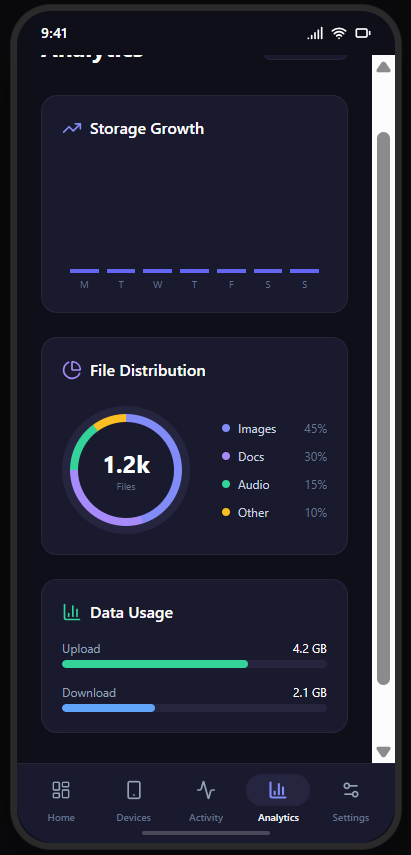 9:41
Analytics
Storage Growth
M T W T F S S
File Distribution
1.2k
Files
Images 45%
Docs 30%
Audio 15%
Other 10%
Data Usage
Upload 4.2 GB
Download 2.1 GB
Home Devices Activity Analytics Settings